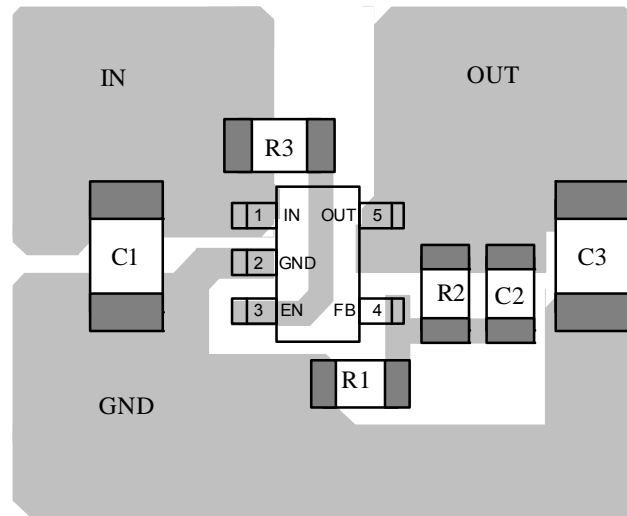 IN
OUT
R3
1 IN OUT 5
C1
2 GND
C3
R2
C2
3 EN FB 4
R1
GND